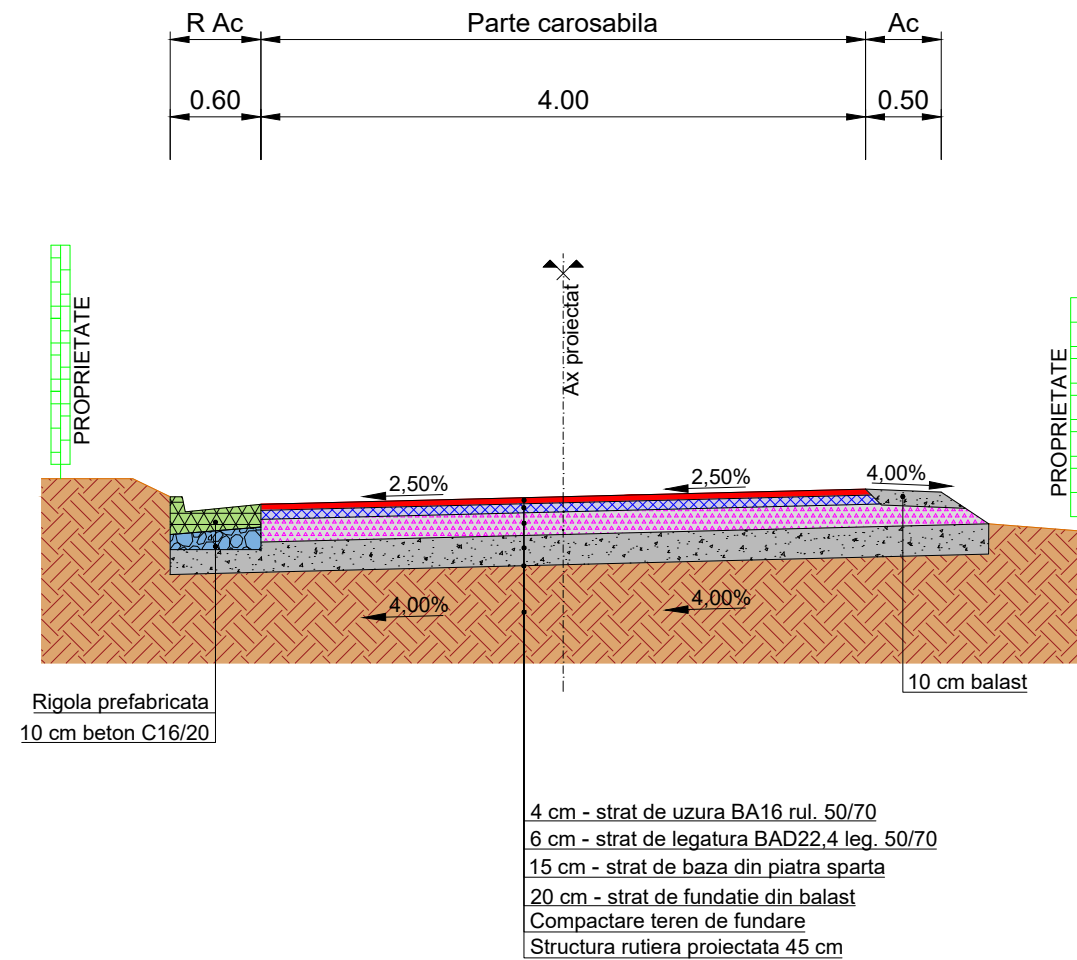 R Ac
Parte carosabila
Ac
0.60
4.00
0.50
PROPRIETATE
Ax proiectat
PROPRIETATE
2,50%
2,50%
4,00%
4,00%
4,00%
Rigola prefabricata
10 cm beton C16/20
10 cm balast
4 cm - strat de uzura BA16 rul. 50/70
6 cm - strat de legatura BAD22,4 leg. 50/70
15 cm - strat de baza din piatra sparta
20 cm - strat de fundatie din balast
Compactare teren de fundare
Structura rutiera proiectata 45 cm